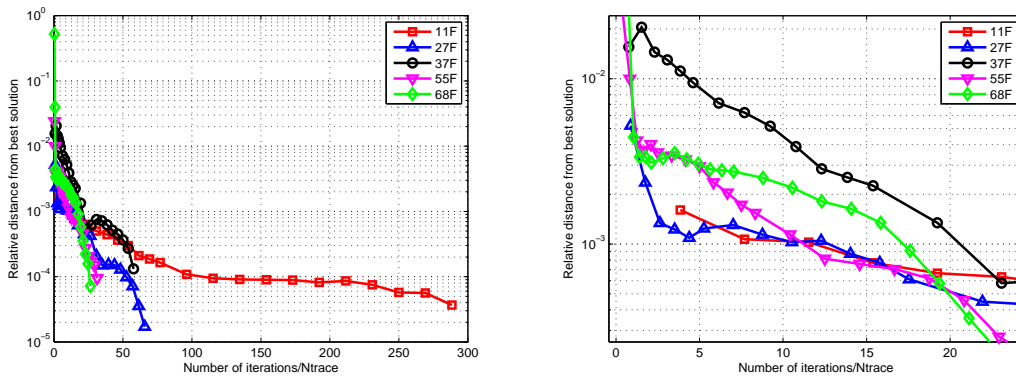 10^0
10^-1
10^-2
10^-3
10^-4
10^-5
0 50 100 150 200 250 300
Number of iterations/Ntrace
Relative distance from best solution
11F
27F
37F
55F
68F
10^-2
10^-3
0 5 10 15 20
Number of iterations/Ntrace
Relative distance from best solution
11F
27F
37F
55F
68F